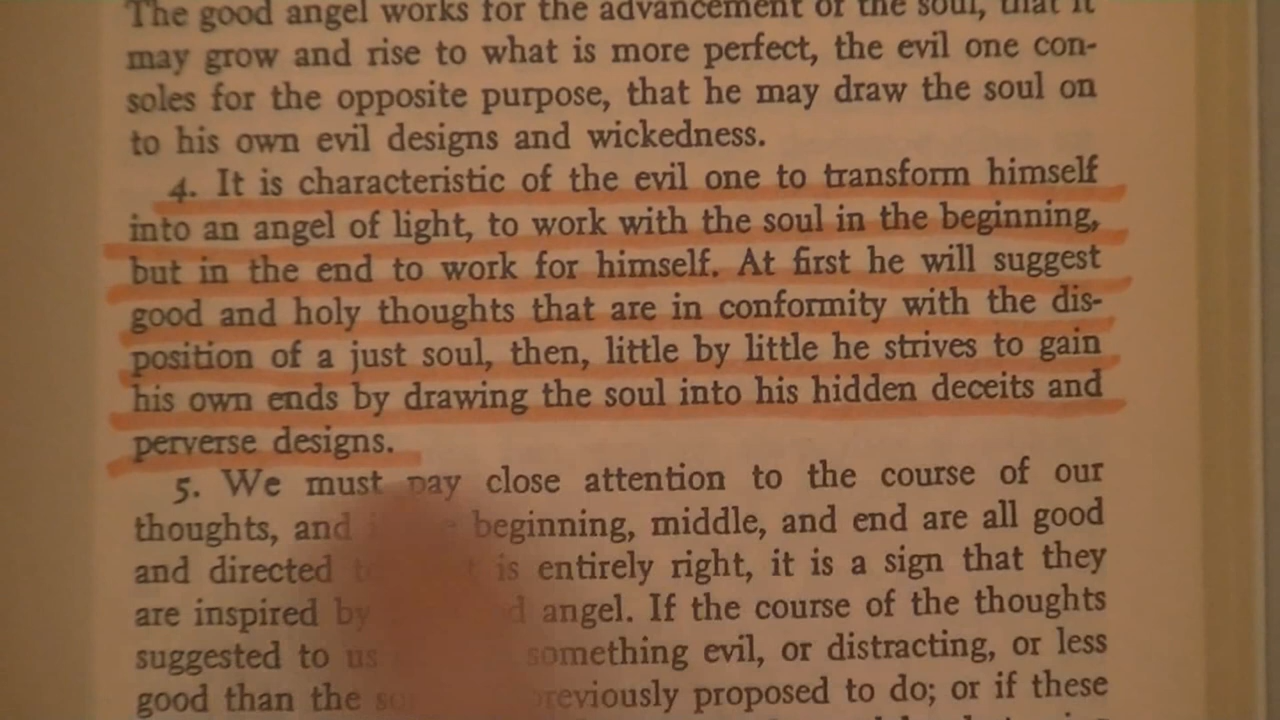 The good angel works for the advancement of the soul, that it
may grow and rise to what is more perfect, the evil one con-
soles for the opposite purpose, that he may draw the soul on
to his own evil designs and wickedness.
4. It is characteristic of the evil one to transform himself
into an angel of light, to work with the soul in the beginning,
but in the end to work for himself. At first he will suggest
good and holy thoughts that are in conformity with the dis-
position of a just soul, then, little by little he strives to gain
his own ends by drawing the soul into his hidden deceits and
perverse designs.
5. We must pay close attention to the course of our
thoughts, and beginning, middle, and end are all good
and directed is entirely right, it is a sign that they
are inspired by angel. If the course of the thoughts
suggested to us something evil, or distracting, or less
good than the previously proposed to do; or if these